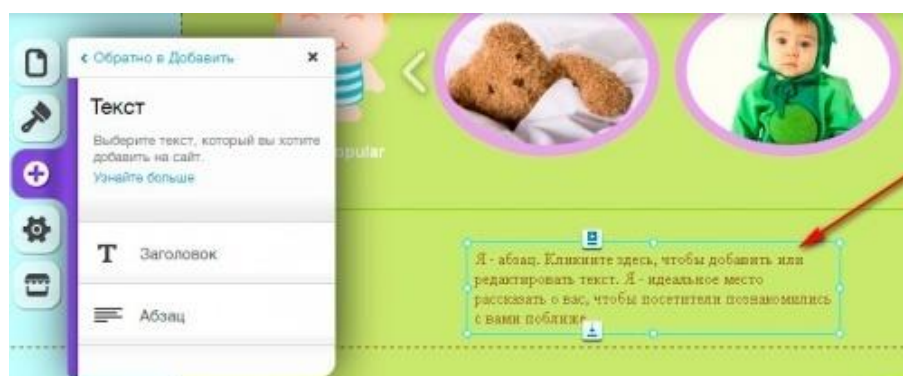 ‹ Обратно в Добавить ×
Текст
Выберите текст, который вы хотите
добавить на сайт.
Узнайте больше
T Заголовок
Абзац
opular
Я - абзац. Кликните здесь, чтобы добавить или
редактировать текст. Я - идеальное место
рассказать о вас, чтобы посетители познакомились
с вами поближе